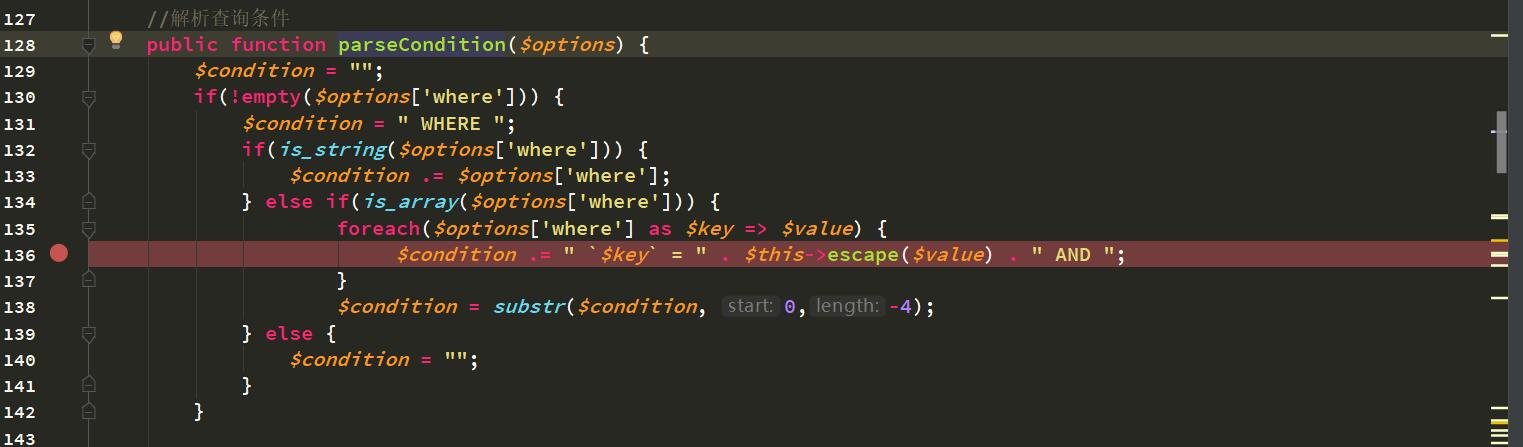 127 //解析查询条件
128 public function parseCondition($options) {
129 $condition = "";
130 if(!empty($options['where'])) {
131 $condition = " WHERE ";
132 if(is_string($options['where'])) {
133 $condition .= $options['where'];
134 } else if(is_array($options['where'])) {
135 foreach($options['where'] as $key => $value) {
136 $condition .= " `$key` = " . $this->escape($value) . " AND ";
137 }
138 $condition = substr($condition, start: 0, length: -4);
139 } else {
140 $condition = "";
141 }
142 }
143